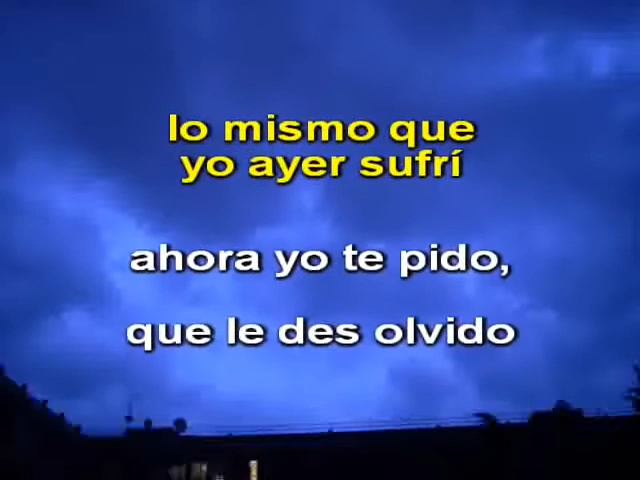 lo mismo que
yo ayer sufrí
ahora yo te pido,
que le des olvido